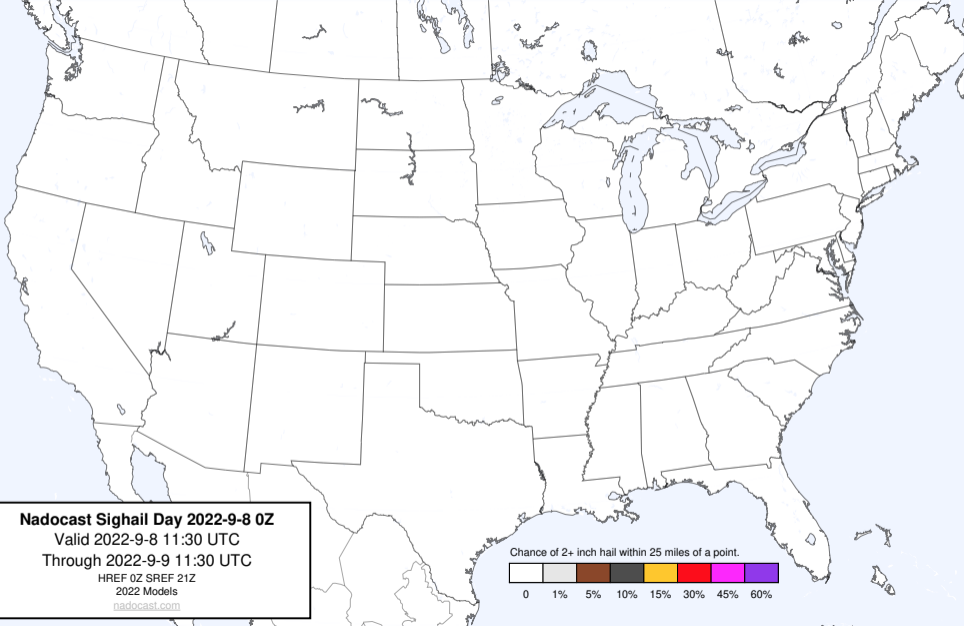 Nadocast Sighail Day 2022-9-8 0Z
Valid 2022-9-8 11:30 UTC
Through 2022-9-9 11:30 UTC
HREF 0Z SREF 21Z
2022 Models
nadocast.com
Chance of 2+ inch hail within 25 miles of a point.
0 1% 5% 10% 15% 30% 45% 60%